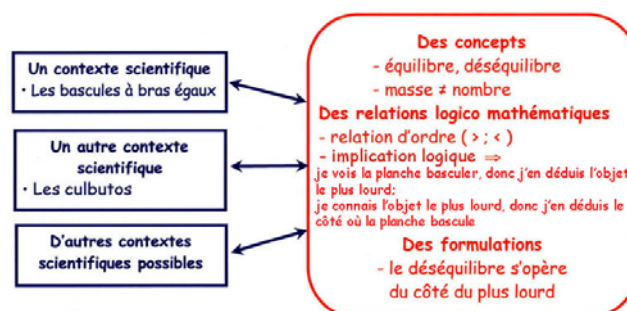 Un contexte scientifique
• Les bascules à bras égaux
Un autre contexte
scientifique
• Les culbutos
D'autres contextes
scientifiques possibles
Des concepts
- équilibre, déséquilibre
- masse ≠ nombre
Des relations logico mathématiques
- relation d'ordre ( > ; < )
- implication logique ⇒
je vois la planche basculer, donc j'en déduis l'objet
le plus lourd;
je connais l'objet le plus lourd, donc j'en déduis le
côté où la planche bascule
Des formulations
- le déséquilibre s'opère
du côté du plus lourd